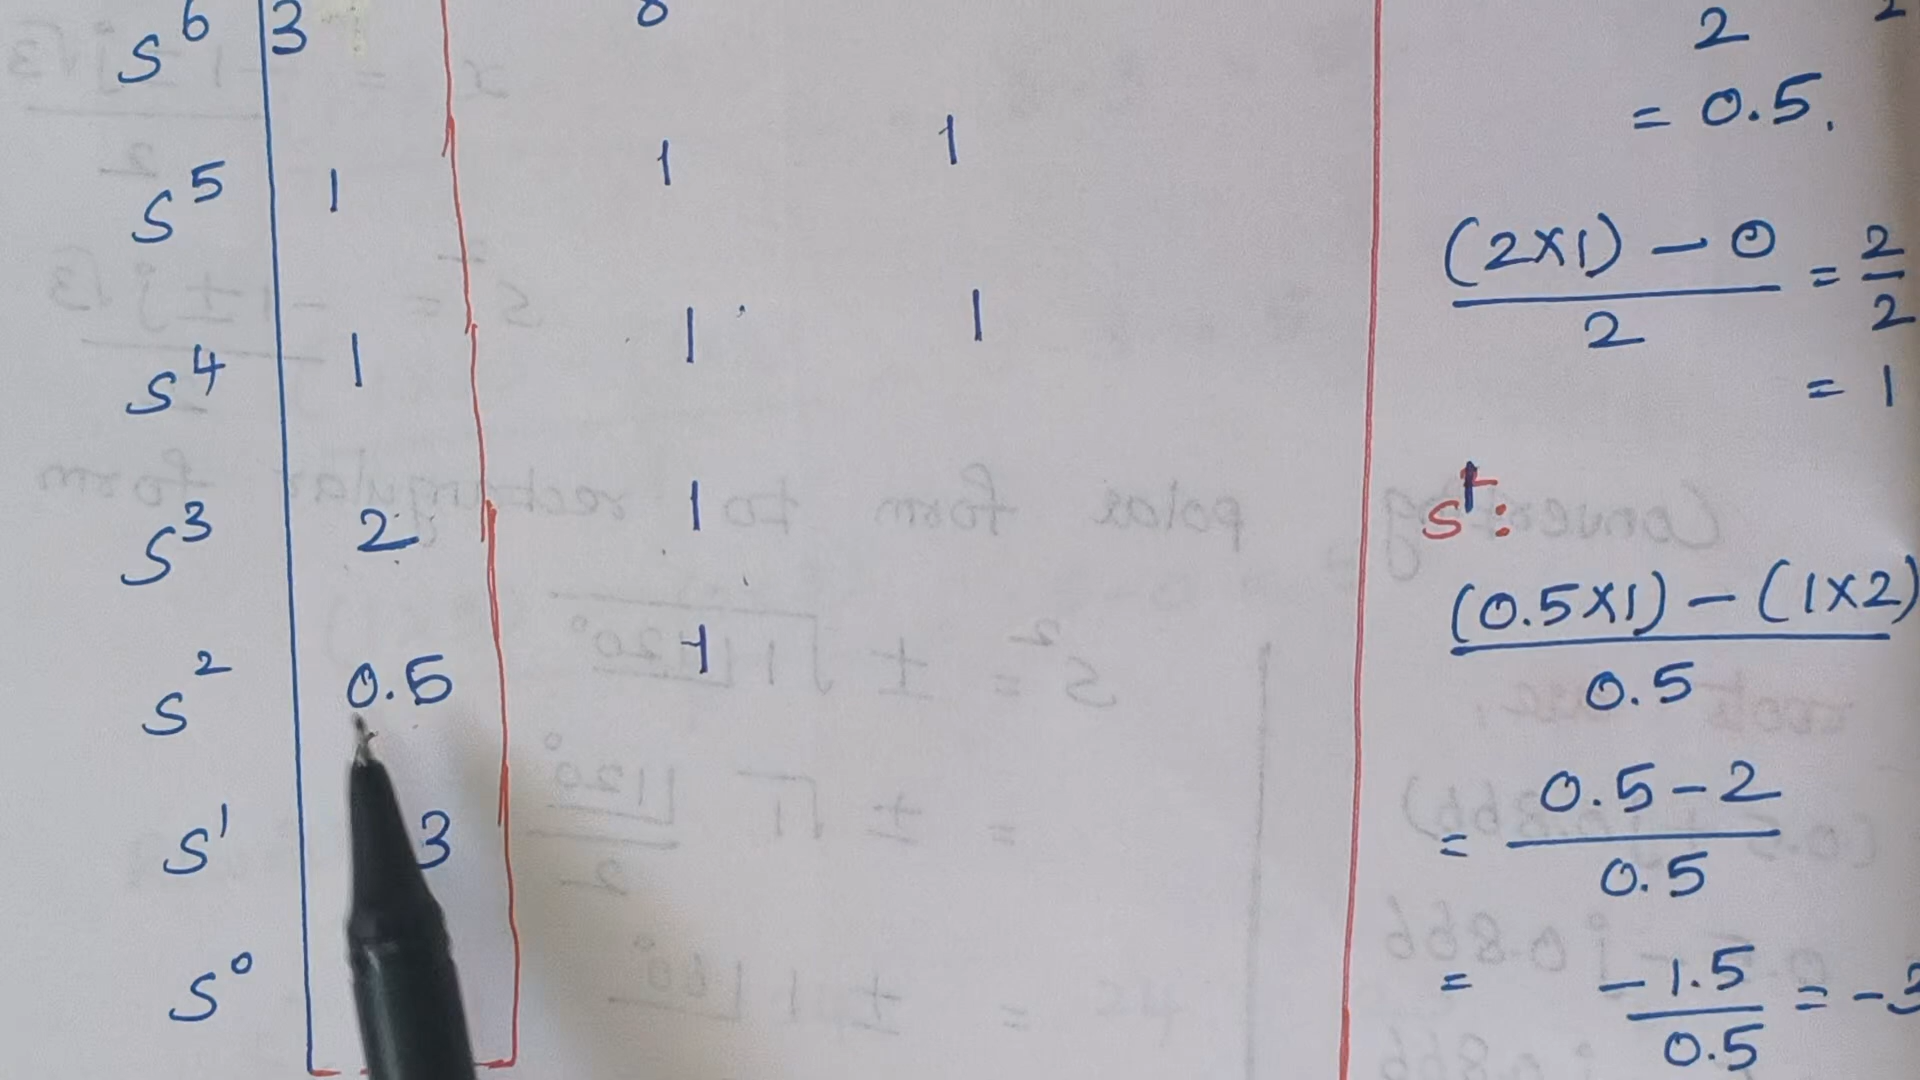 s⁶ 3
s⁵ 1 1 1
s⁴ 1 1 1
s³ 2 1
s² 0.5 1
s¹ 3
s⁰
2
= 0.5.
(2×1) − 0 / 2 = 2/2
= 1
s¹:
(0.5×1) − (1×2) / 0.5
= 0.5 − 2 / 0.5
= −1.5 / 0.5 = −3